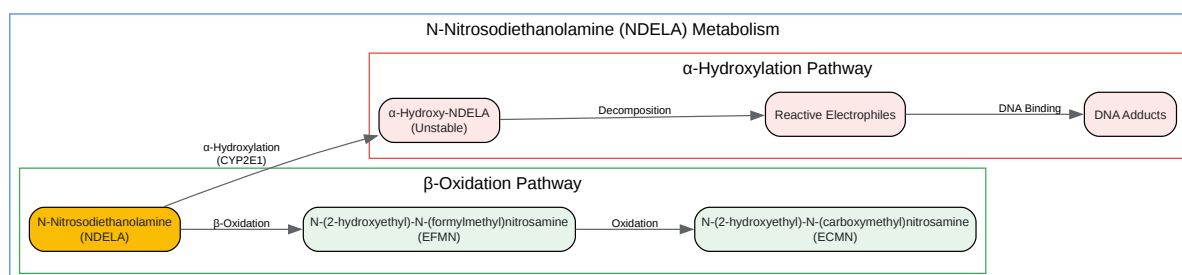 N-Nitrosodiethanolamine (NDELA) Metabolism
α-Hydroxylation Pathway
α-Hydroxy-NDELA
(Unstable)
Decomposition
Reactive Electrophiles
DNA Binding
DNA Adducts
α-Hydroxylation
(CYP2E1)
β-Oxidation Pathway
N-Nitrosodiethanolamine
(NDELA)
β-Oxidation
N-(2-hydroxyethyl)-N-(formylmethyl)nitrosamine
(EFMN)
Oxidation
N-(2-hydroxyethyl)-N-(carboxymethyl)nitrosamine
(ECMN)